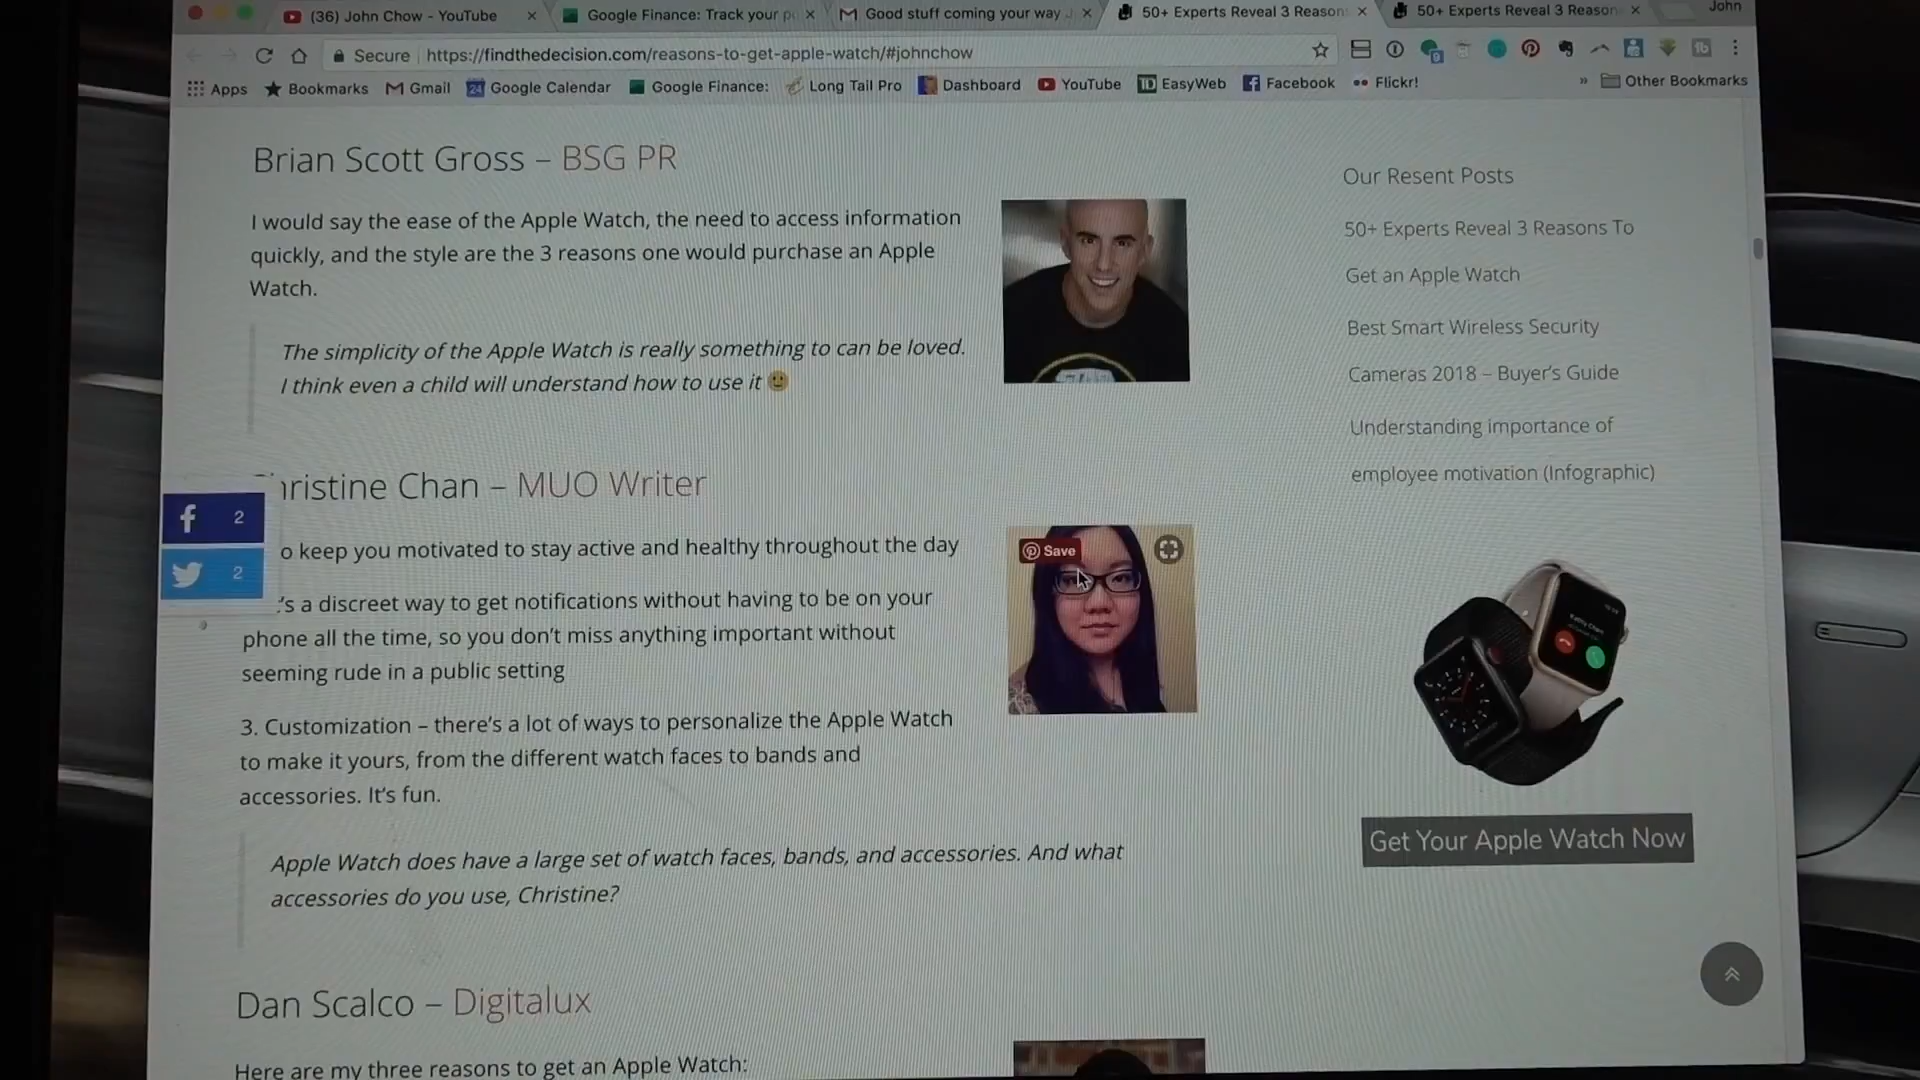 (36) John Chow - YouTube
Google Finance: Track your p
Good stuff coming your way
50+ Experts Reveal 3 Reason
50+ Experts Reveal 3 Reason
John
Secure
https://findthedecision.com/reasons-to-get-apple-watch/#johnchow
Apps
Bookmarks
Gmail
24
Google Calendar
Google Finance:
Long Tail Pro
Dashboard
YouTube
TD
EasyWeb
Facebook
Flickr!
» Other Bookmarks
Brian Scott Gross – BSG PR
I would say the ease of the Apple Watch, the need to access information
quickly, and the style are the 3 reasons one would purchase an Apple
Watch.
The simplicity of the Apple Watch is really something to can be loved.
I think even a child will understand how to use it 🙂
hristine Chan – MUO Writer
o keep you motivated to stay active and healthy throughout the day
's a discreet way to get notifications without having to be on your
phone all the time, so you don't miss anything important without
seeming rude in a public setting
3. Customization – there's a lot of ways to personalize the Apple Watch
to make it yours, from the different watch faces to bands and
accessories. It's fun.
Apple Watch does have a large set of watch faces, bands, and accessories. And what
accessories do you use, Christine?
Dan Scalco – Digitalux
Here are my three reasons to get an Apple Watch:
f 2
2
Save
Our Resent Posts
50+ Experts Reveal 3 Reasons To
Get an Apple Watch
Best Smart Wireless Security
Cameras 2018 – Buyer's Guide
Understanding importance of
employee motivation (Infographic)
Get Your Apple Watch Now